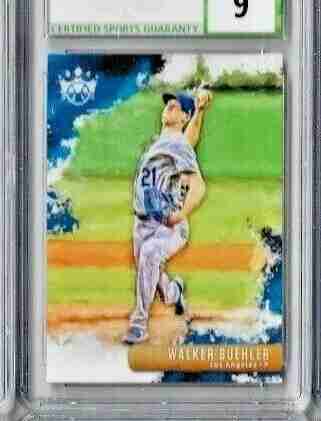 9
CERTIFIED SPORTS GUARANTY
21
WALKER BUEHLER
LOS ANGELES - P